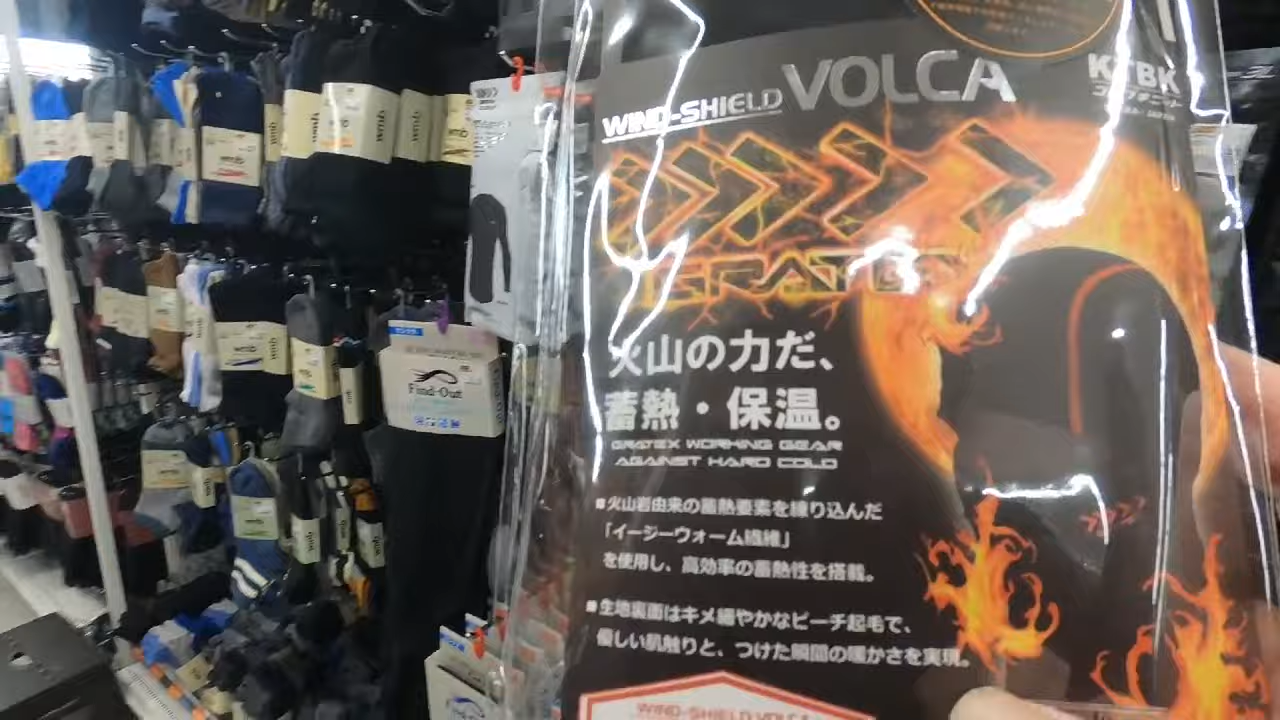 WIND-SHIELD VOLCA
GRATEX
火山の力だ、
蓄熱・保温。
GRATEX WORKING GEAR
AGAINST HARD COLD
■火山岩由来の蓄熱要素を練り込んだ
「イージーウォーム繊維」
を使用し、高効率の蓄熱性を搭載。
■生地裏面はキメ細やかなピーチ起毛で、
優しい肌触りと、つけた瞬間の暖かさを実現。
WIND-SHIELD VOLCA
Find-Out